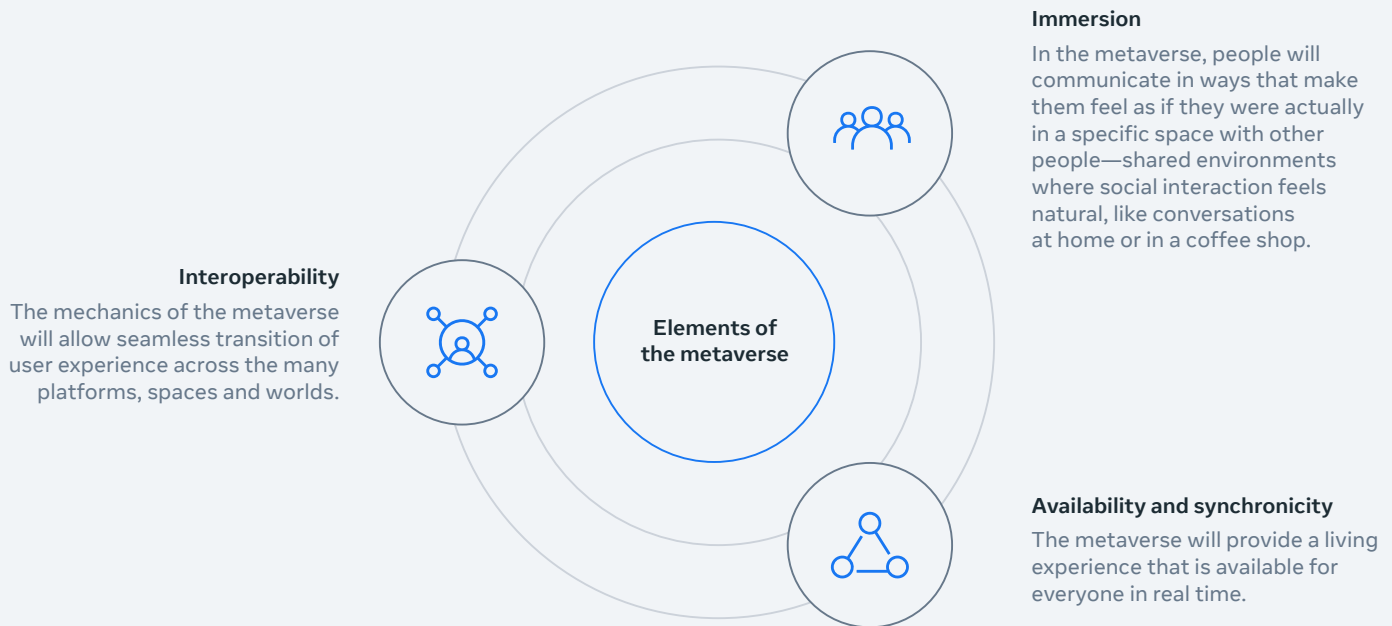 Immersion
In the metaverse, people will
communicate in ways that make
them feel as if they were actually
in a specific space with other
people—shared environments
where social interaction feels
natural, like conversations
at home or in a coffee shop.
Interoperability
The mechanics of the metaverse
will allow seamless transition of
user experience across the many
platforms, spaces and worlds.
Elements of
the metaverse
Availability and synchronicity
The metaverse will provide a living
experience that is available for
everyone in real time.